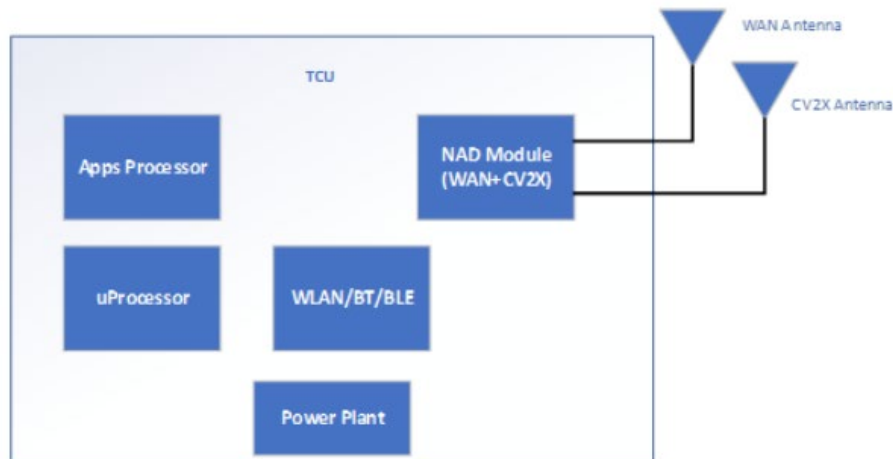 WAN Antenna
TCU
CV2X Antenna
Apps Processor
NAD Module
(WAN+CV2X)
uProcessor
WLAN/BT/BLE
Power Plant